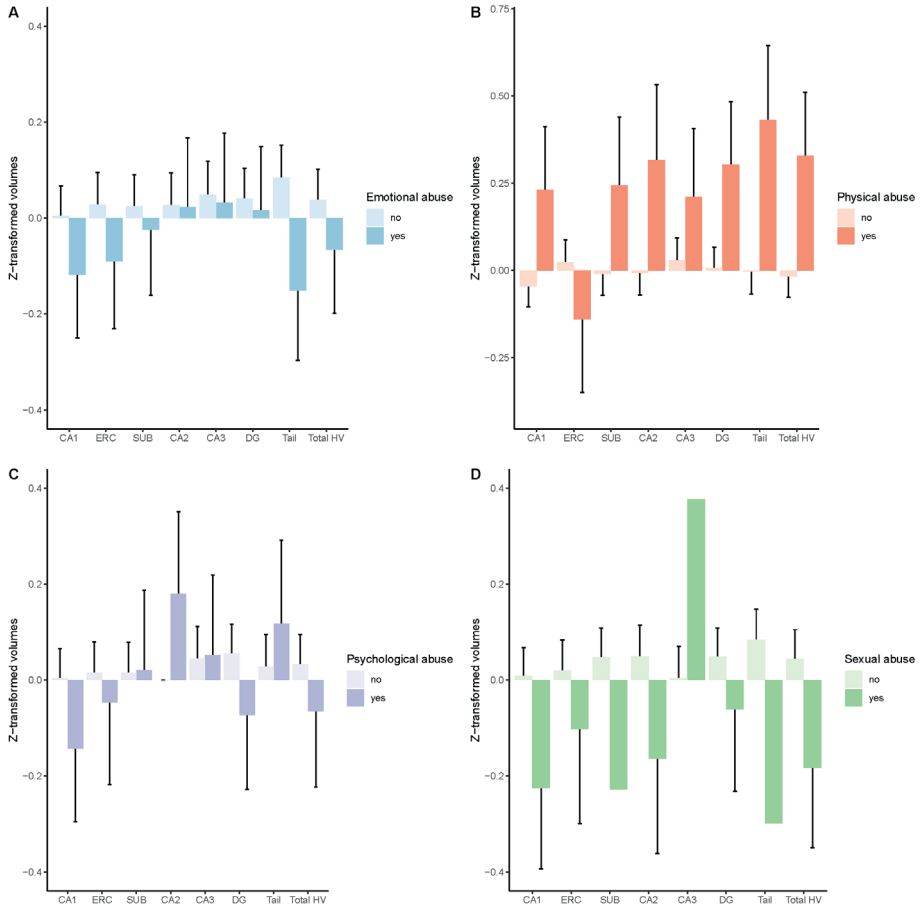 A
Z−transformed volumes
0.4
0.2
0.0
−0.2
−0.4
CA1 ERC SUB CA2 CA3 DG Tail Total HV
Emotional abuse
no
yes
B
Z−transformed volumes
0.75
0.50
0.25
0.00
−0.25
CA1 ERC SUB CA2 CA3 DG Tail Total HV
Physical abuse
no
yes
C
Z−transformed volumes
0.4
0.2
0.0
−0.2
−0.4
CA1 ERC SUB CA2 CA3 DG Tail Total HV
Psychological abuse
no
yes
D
Z−transformed volumes
0.4
0.2
0.0
−0.2
−0.4
CA1 ERC SUB CA2 CA3 DG Tail Total HV
Sexual abuse
no
yes